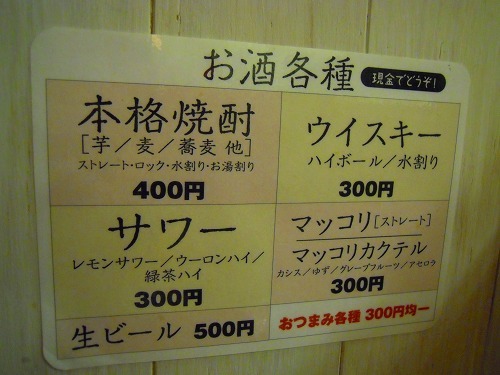 お酒各種
現金でどうぞ!
本格焼酎
[芋／麦／蕎麦 他]
ストレート・ロック・水割り・お湯割り
400円
ウイスキー
ハイボール／水割り
300円
サワー
レモンサワー／ウーロンハイ／
緑茶ハイ
300円
マッコリ[ストレート]
マッコリカクテル
カシス／ゆず／グレープフルーツ／アセロラ
300円
生ビール 500円
おつまみ各種 300円均一